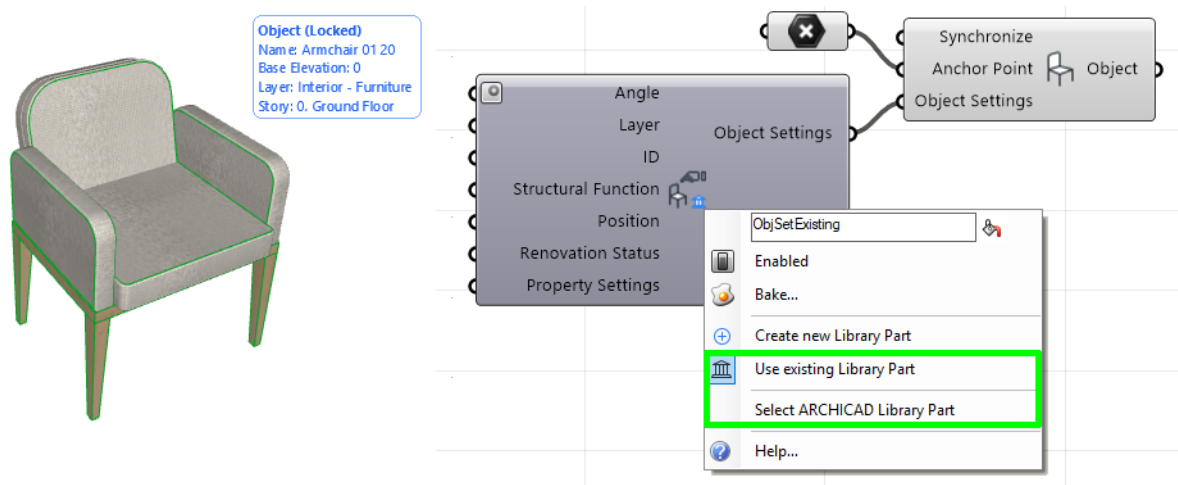 Object (Locked)
Name: Armchair 01 20
Base Elevation: 0
Layer: Interior - Furniture
Story: 0. Ground Floor
Synchronize
Anchor Point
Object
Object Settings
Angle
Layer
Object Settings
ID
Structural Function
Position
Renovation Status
Property Settings
ObjSetExisting
Enabled
Bake...
Create new Library Part
Use existing Library Part
Select ARCHICAD Library Part
Help...